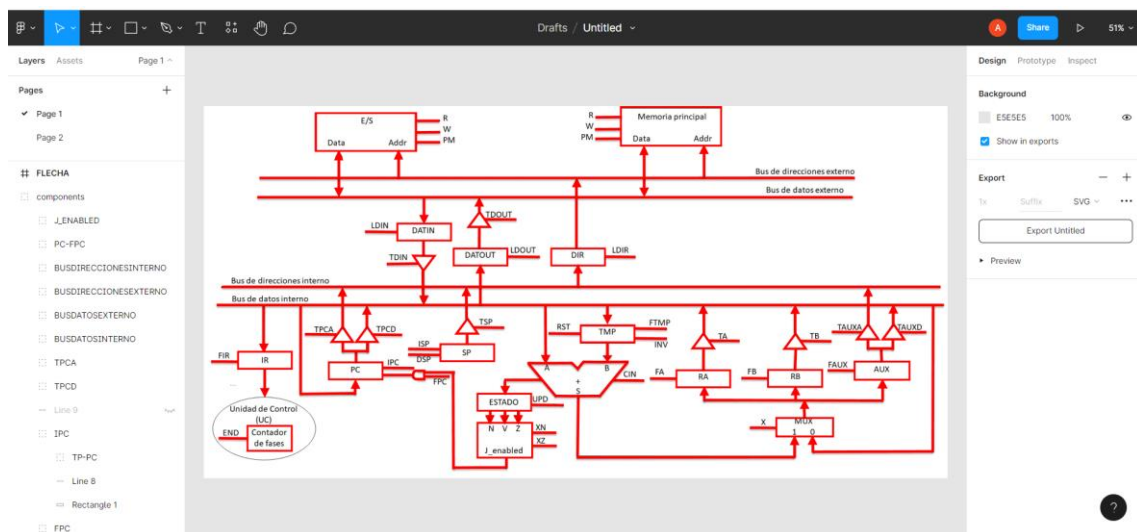 Drafts / Untitled
A
Share
51%
Layers Assets Page 1
Pages
Page 1
Page 2
FLECHA
components
J_ENABLED
PC-FPC
BUSDIRECCIONESINTERNO
BUSDIRECCIONESEXTERNO
BUSDATOSEXTERNO
BUSDATOSINTERNO
TPCA
TPCD
Line 9
IPC
TP-PC
Line 8
Rectangle 1
FPC
E/S
R
W
PM
Data Addr
Memoria principal
R
W
PM
Data Addr
Bus de direcciones externo
Bus de datos externo
LDIN
DATIN
TDIN
TDOUT
DATOUT
LDOUT
DIR
LDIR
Bus de direcciones interno
Bus de datos interno
FIR
IR
TPCA
TPCD
PC
IPC
FPC
TSP
ISP
DSP
SP
RST
TMP
FTMP
INV
A
B
+
S
CIN
TA
FA
RA
TB
FB
RB
TAUXA
TAUXD
FAUX
AUX
Unidad de Control
(UC)
END
Contador
de fases
ESTADO
UPD
N V Z
XN
XZ
J_enabled
X
MUX
1 0
Design Prototype Inspect
Background
E5E5E5 100%
Show in exports
Export
1x Suffix SVG
Export Untitled
Preview
?